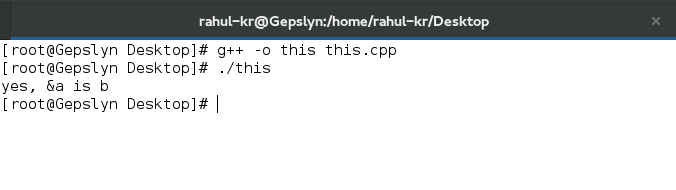 rahul-kr@Gepslyn:/home/rahul-kr/Desktop
[root@Gepslyn Desktop]# g++ -o this this.cpp
[root@Gepslyn Desktop]# ./this
yes, &a is b
[root@Gepslyn Desktop]#